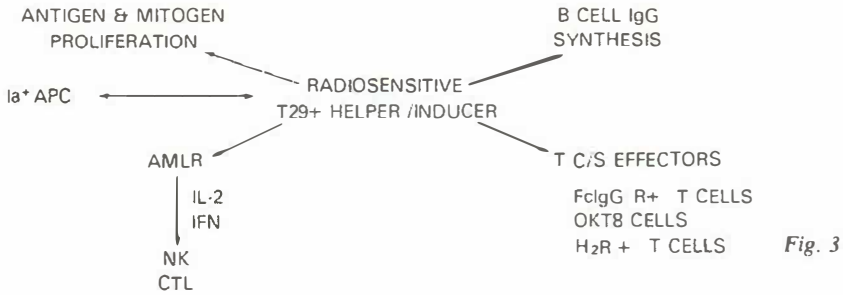 ANTIGEN & MITOGEN
PROLIFERATION
B CELL IgG
SYNTHESIS
Ia⁺ APC
RADIOSENSITIVE
T29+ HELPER /INDUCER
AMLR
IL-2
IFN
NK
CTL
T C/S EFFECTORS
FcIgG R+ T CELLS
OKT8 CELLS
H₂R + T CELLS
Fig. 3